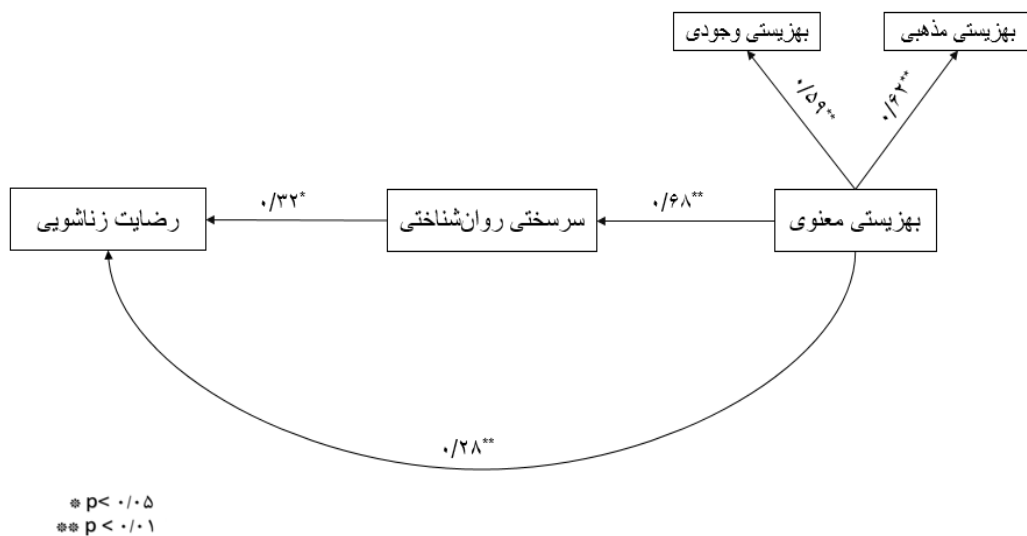 بهزیستی مذهبی
بهزیستی وجودی
۰/۶۲**
۰/۵۹**
بهزیستی معنوی
۰/۶۸**
سرسختی روان‌شناختی
۰/۳۲*
رضایت زناشویی
۰/۲۸**
* p< ۰/۰۵
** p < ۰/۰۱